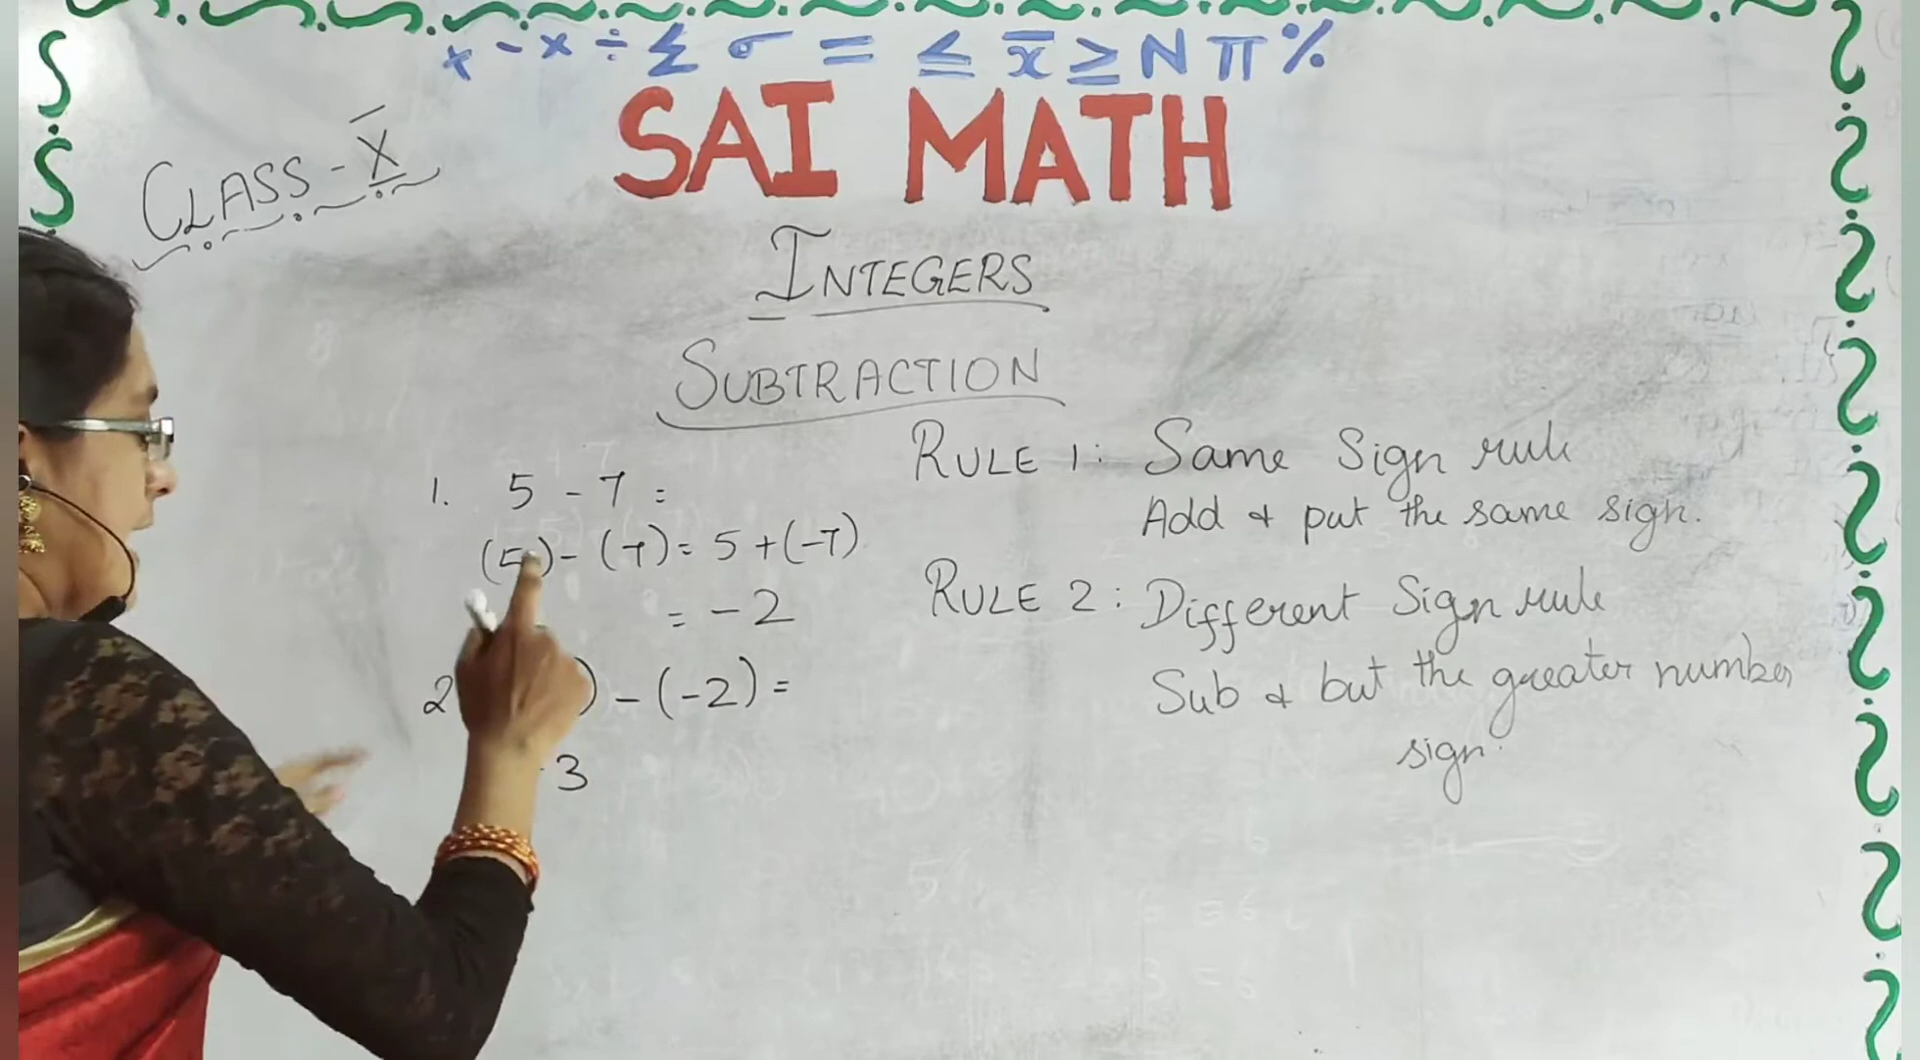 + - × ÷ Σ σ = ≤ x̄ ≥ N π %
SAI MATH
CLASS - X
INTEGERS
SUBTRACTION
1. 5 - 7 =
(5) - (7) = 5 + (-7)
= -2
2 ) - (-2) =
3
RULE 1: Same Sign rule
Add & put the same sign.
RULE 2: Different Sign rule
Sub & but the greater number
sign.